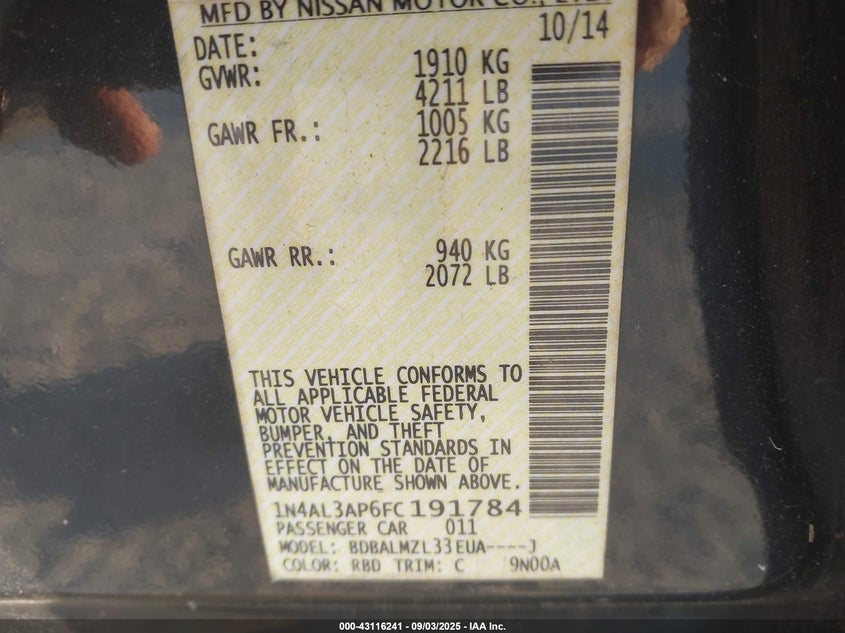 MFD BY NISSAN MOTOR CO., LTD.
DATE: 10/14
GVWR: 1910 KG
4211 LB
GAWR FR.: 1005 KG
2216 LB
GAWR RR.: 940 KG
2072 LB
THIS VEHICLE CONFORMS TO
ALL APPLICABLE FEDERAL
MOTOR VEHICLE SAFETY,
BUMPER, AND THEFT
PREVENTION STANDARDS IN
EFFECT ON THE DATE OF
MANUFACTURE SHOWN ABOVE.
1N4AL3AP6FC191784
PASSENGER CAR 011
MODEL: BDBALMZL33EUA----J
COLOR: RBD TRIM: C 9N00A
000-43116241 - 09/03/2025 - IAA Inc.